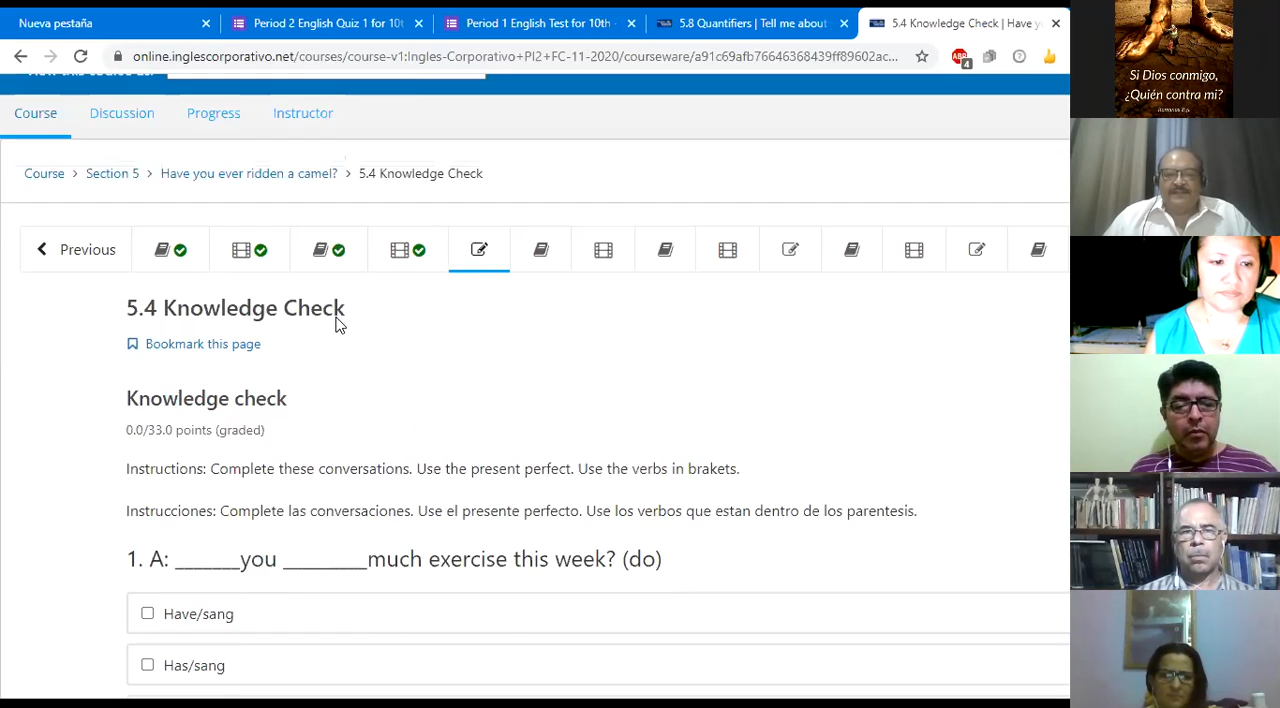 Nueva pestaña
Period 2 English Quiz 1 for 10t
Period 1 English Test for 10th
5.8 Quantifiers | Tell me about
5.4 Knowledge Check | Have y
online.inglescorporativo.net/courses/course-v1:Ingles-Corporativo+PI2+FC-11-2020/courseware/a91c69afb76646368439ff89602ac...
4
Course
Discussion
Progress
Instructor
Course > Section 5 > Have you ever ridden a camel? > 5.4 Knowledge Check
Previous
5.4 Knowledge Check
Bookmark this page
Knowledge check
0.0/33.0 points (graded)
Instructions: Complete these conversations. Use the present perfect. Use the verbs in brakets.
Instrucciones: Complete las conversaciones. Use el presente perfecto. Use los verbos que estan dentro de los parentesis.
1. A: _______you _________much exercise this week? (do)
Have/sang
Has/sang
Si Dios conmigo,
¿Quién contra mi?